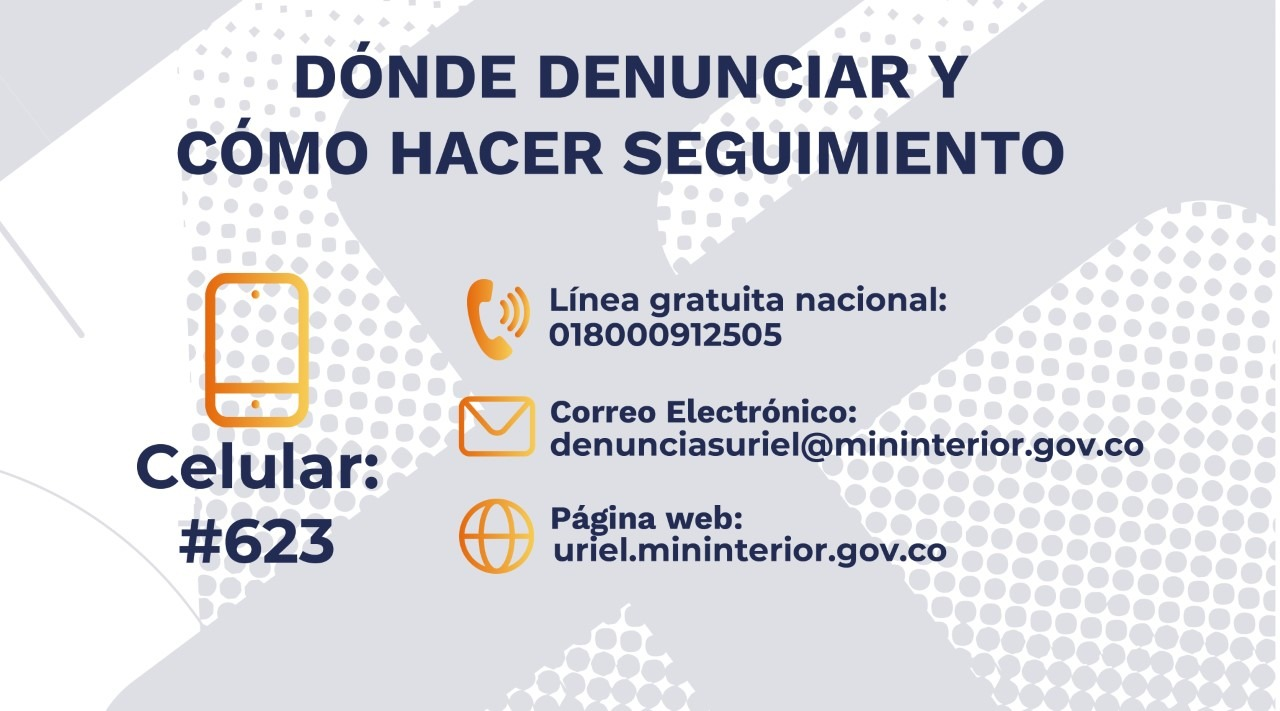 DÓNDE DENUNCIAR Y
CÓMO HACER SEGUIMIENTO
Celular:
#623
Línea gratuita nacional:
018000912505
Correo Electrónico:
denunciasuriel@mininterior.gov.co
Página web:
uriel.mininterior.gov.co